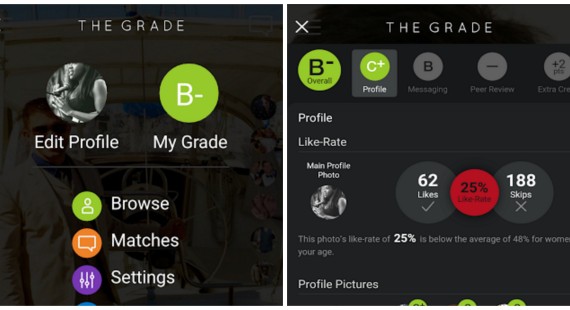 THE GRADE
B-
Edit Profile
My Grade
Browse
Matches
Settings
THE GRADE
B-
Overall
C+
Profile
B
Messaging
Peer Review
+2
pts
Extra Cre
Profile
Like-Rate
Main Profile
Photo
62
Likes
25%
Like-Rate
188
Skips
This photo's like-rate of 25% is below the average of 48% for wome
your age.
Profile Pictures